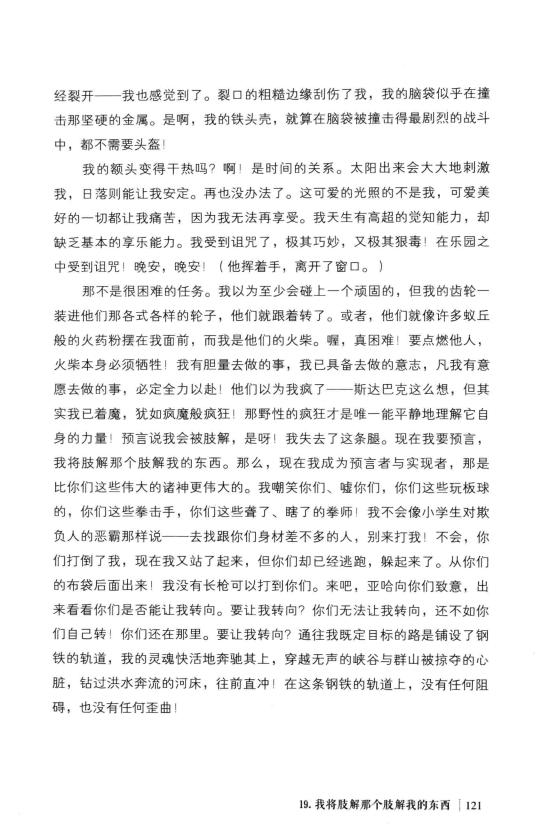 经裂开——我也感觉到了。裂口的粗糙边缘刮伤了我，我的脑袋似乎在撞
击那坚硬的金属。是啊，我的铁头壳，就算在脑袋被撞击得最剧烈的战斗
中，都不需要头盔！
我的额头变得干热吗？啊！是时间的关系。太阳出来会大大地刺激
我，日落则能让我安定。再也没办法了。这可爱的光照的不是我，可爱美
好的一切都让我痛苦，因为我无法再享受。我天生有高超的觉知能力，却
缺乏基本的享乐能力。我受到诅咒了，极其巧妙，又极其狠毒！在乐园之
中受到诅咒！晚安，晚安！（他挥着手，离开了窗口。）
那不是很困难的任务。我以为至少会碰上一个顽固的，但我的齿轮一
装进他们那各式各样的轮子，他们就跟着转了。或者，他们就像许多蚁丘
般的火药粉摆在我面前，而我是他们的火柴。喔，真困难！要点燃他人，
火柴本身必须牺牲！我有胆量去做的事，我已具备去做的意志，凡我有意
愿去做的事，必定全力以赴！他们以为我疯了——斯达巴克这么想，但其
实我已着魔，犹如疯魔般疯狂！那野性的疯狂才是唯一能平静地理解它自
身的力量！预言说我会被肢解，是呀！我失去了这条腿。现在我要预言，
我将肢解那个肢解我的东西。那么，现在我成为预言者与实现者，那是
比你们这些伟大的诸神更伟大的。我嘲笑你们、嘘你们，你们这些玩板球
的，你们这些拳击手，你们这些聋了、瞎了的拳师！我不会像小学生对欺
负人的恶霸那样说——去找跟你们身材差不多的人，别来打我！不会，你
们打倒了我，现在我又站了起来，但你们却已经逃跑，躲起来了。从你们
的布袋后面出来！我没有长枪可以打到你们。来吧，亚哈向你们致意，出
来看看你们是否能让我转向。要让我转向？你们无法让我转向，还不如你
们自己转！你们还在那里。要让我转向？通往我既定目标的路是铺设了钢
铁的轨道，我的灵魂快活地奔驰其上，穿越无声的峡谷与群山被掠夺的心
脏，钻过洪水奔流的河床，往前直冲！在这条钢铁的轨道上，没有任何阻
碍，也没有任何歪曲！
19. 我将肢解那个肢解我的东西 | 121